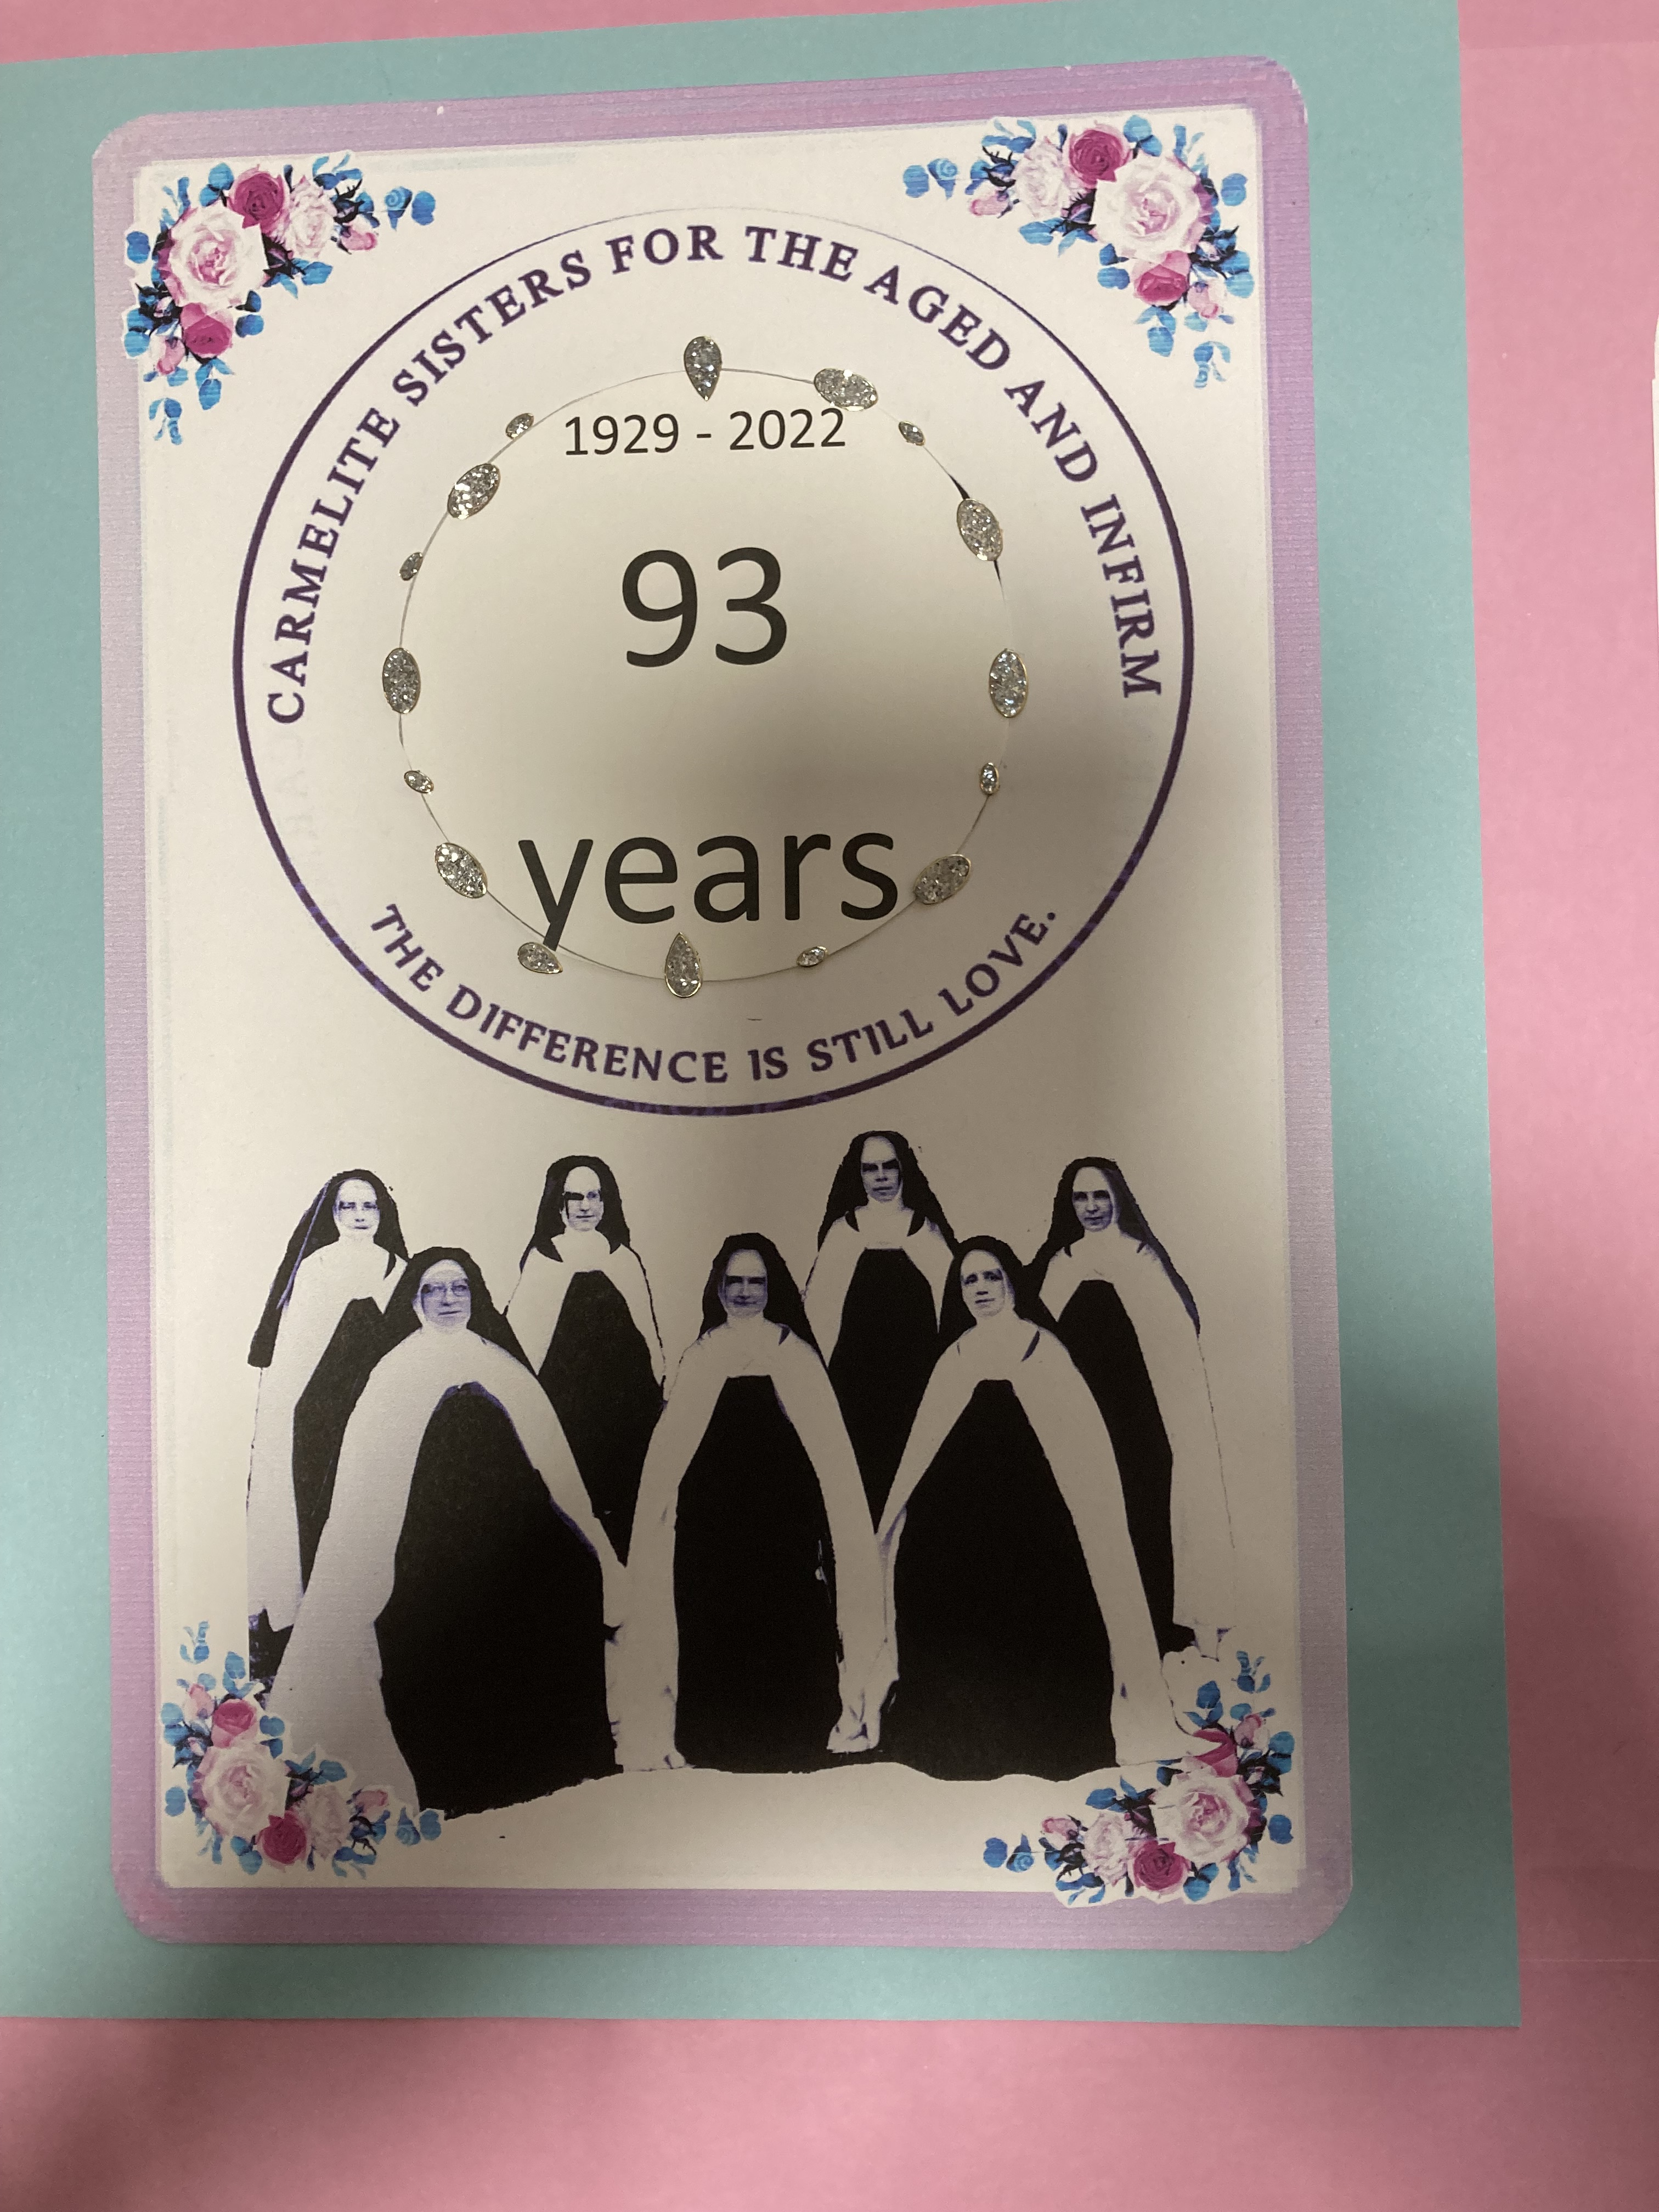 CARMELITE SISTERS FOR THE AGED AND INFIRM
1929 - 2022
93
years
THE DIFFERENCE IS STILL LOVE.